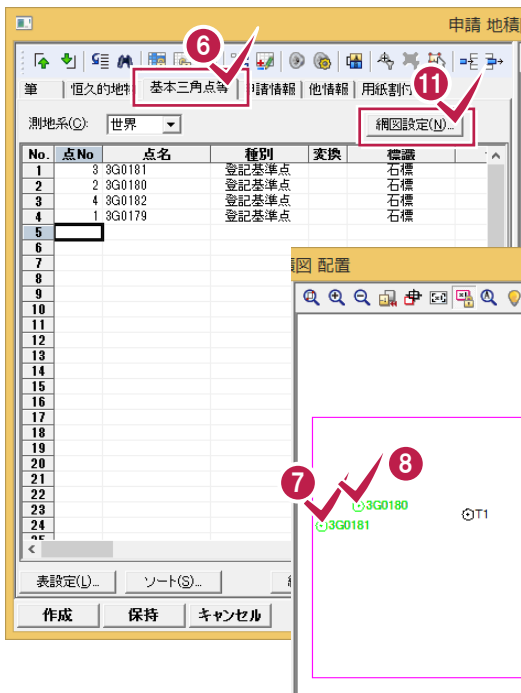 申請 地積
6
11
筆 恒久的地物 基本三角点等 申請情報 他情報 用紙割付
測地系(C): 世界 網図設定(N)...
No. 点No 点名 種別 変換 標識
1 3 3G0181 登記基準点 石標
2 2 3G0180 登記基準点 石標
3 4 3G0182 登記基準点 石標
4 1 3G0179 登記基準点 石標
5
6
7
8
9
10
11
12
13
14
15
16
17
18
19
20
21
22
23
24
25
積図 配置
7
8
3G0180
T1
3G0181
表設定(L)... ソート(S)...
作成 保持 キャンセル